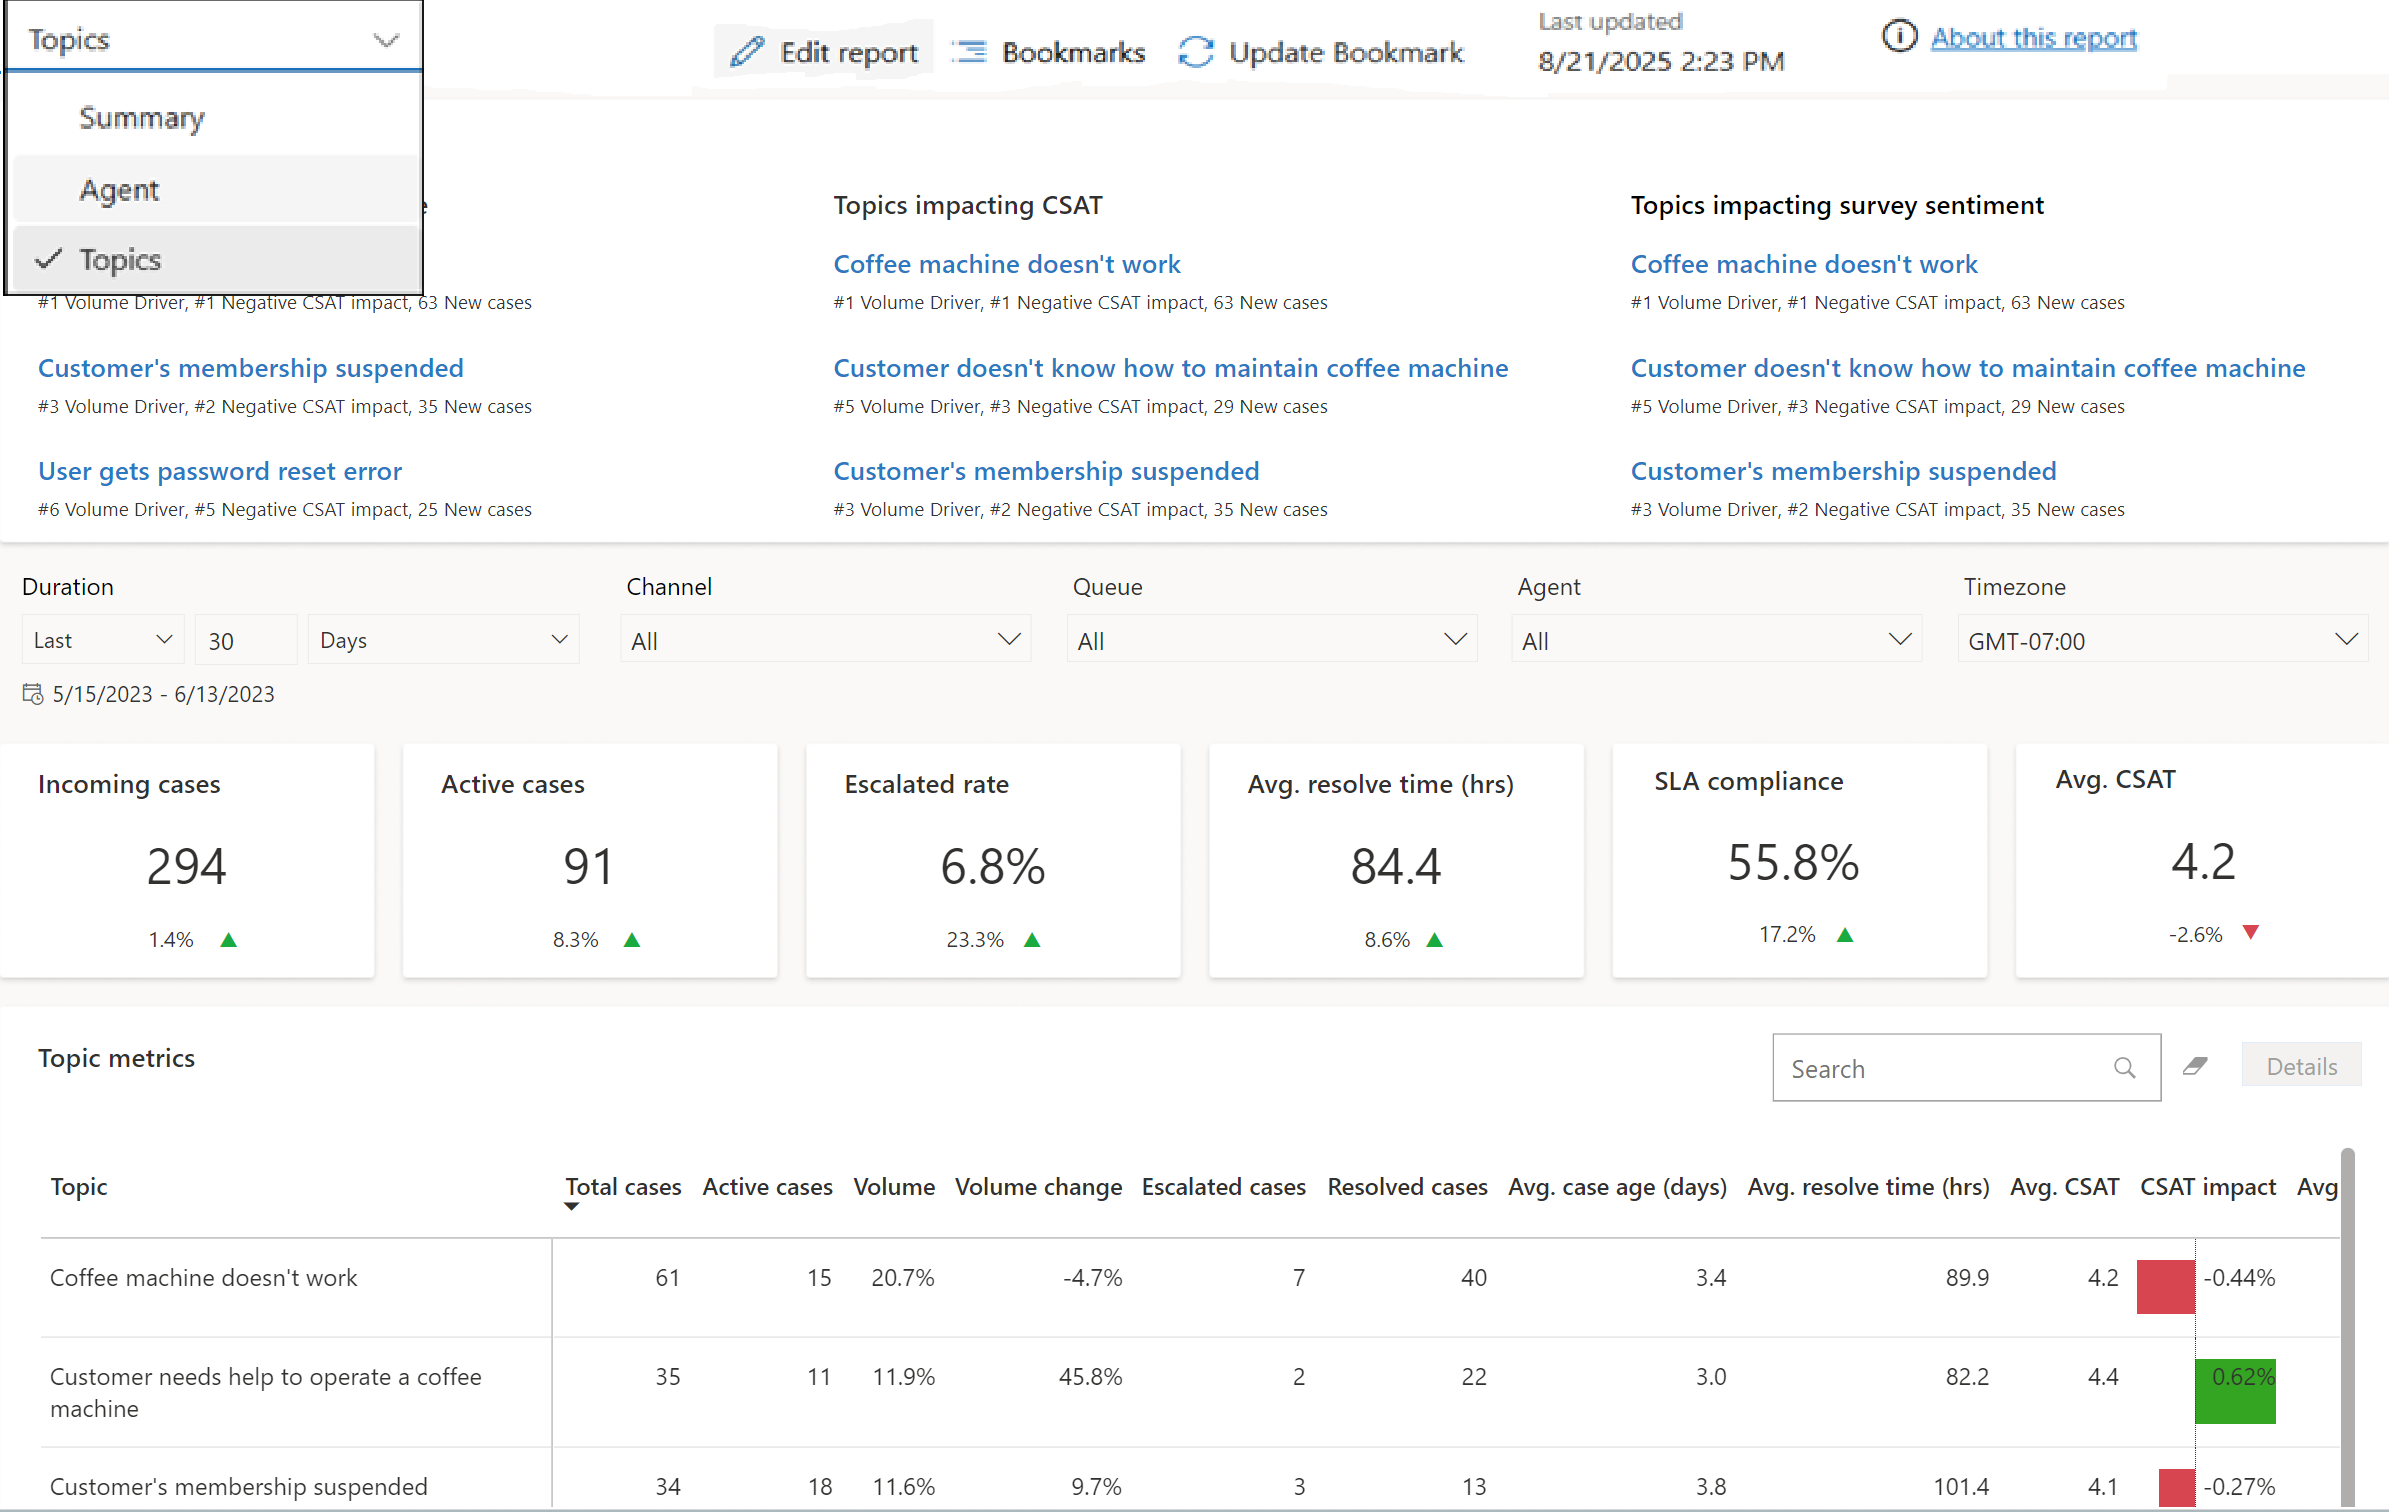 Topics
Summary
Agent
Topics
Edit report
Bookmarks
Update Bookmark
Last updated
8/21/2025 2:23 PM
About this report
#1 Volume Driver, #1 Negative CSAT impact, 63 New cases
Customer's membership suspended
#3 Volume Driver, #2 Negative CSAT impact, 35 New cases
User gets password reset error
#6 Volume Driver, #5 Negative CSAT impact, 25 New cases
Topics impacting CSAT
Coffee machine doesn't work
#1 Volume Driver, #1 Negative CSAT impact, 63 New cases
Customer doesn't know how to maintain coffee machine
#5 Volume Driver, #3 Negative CSAT impact, 29 New cases
Customer's membership suspended
#3 Volume Driver, #2 Negative CSAT impact, 35 New cases
Topics impacting survey sentiment
Coffee machine doesn't work
#1 Volume Driver, #1 Negative CSAT impact, 63 New cases
Customer doesn't know how to maintain coffee machine
#5 Volume Driver, #3 Negative CSAT impact, 29 New cases
Customer's membership suspended
#3 Volume Driver, #2 Negative CSAT impact, 35 New cases
Duration
Last 30 Days
5/15/2023 - 6/13/2023
Channel
All
Queue
All
Agent
All
Timezone
GMT-07:00
Incoming cases
294
1.4%
Active cases
91
8.3%
Escalated rate
6.8%
23.3%
Avg. resolve time (hrs)
84.4
8.6%
SLA compliance
55.8%
17.2%
Avg. CSAT
4.2
-2.6%
Topic metrics
Search
Details
Topic Total cases Active cases Volume Volume change Escalated cases Resolved cases Avg. case age (days) Avg. resolve time (hrs) Avg. CSAT CSAT impact Avg
Coffee machine doesn't work 61 15 20.7% -4.7% 7 40 3.4 89.9 4.2 -0.44%
Customer needs help to operate a coffee 35 11 11.9% 45.8% 2 22 3.0 82.2 4.4 0.62%
machine
Customer's membership suspended 34 18 11.6% 9.7% 3 13 3.8 101.4 4.1 -0.27%